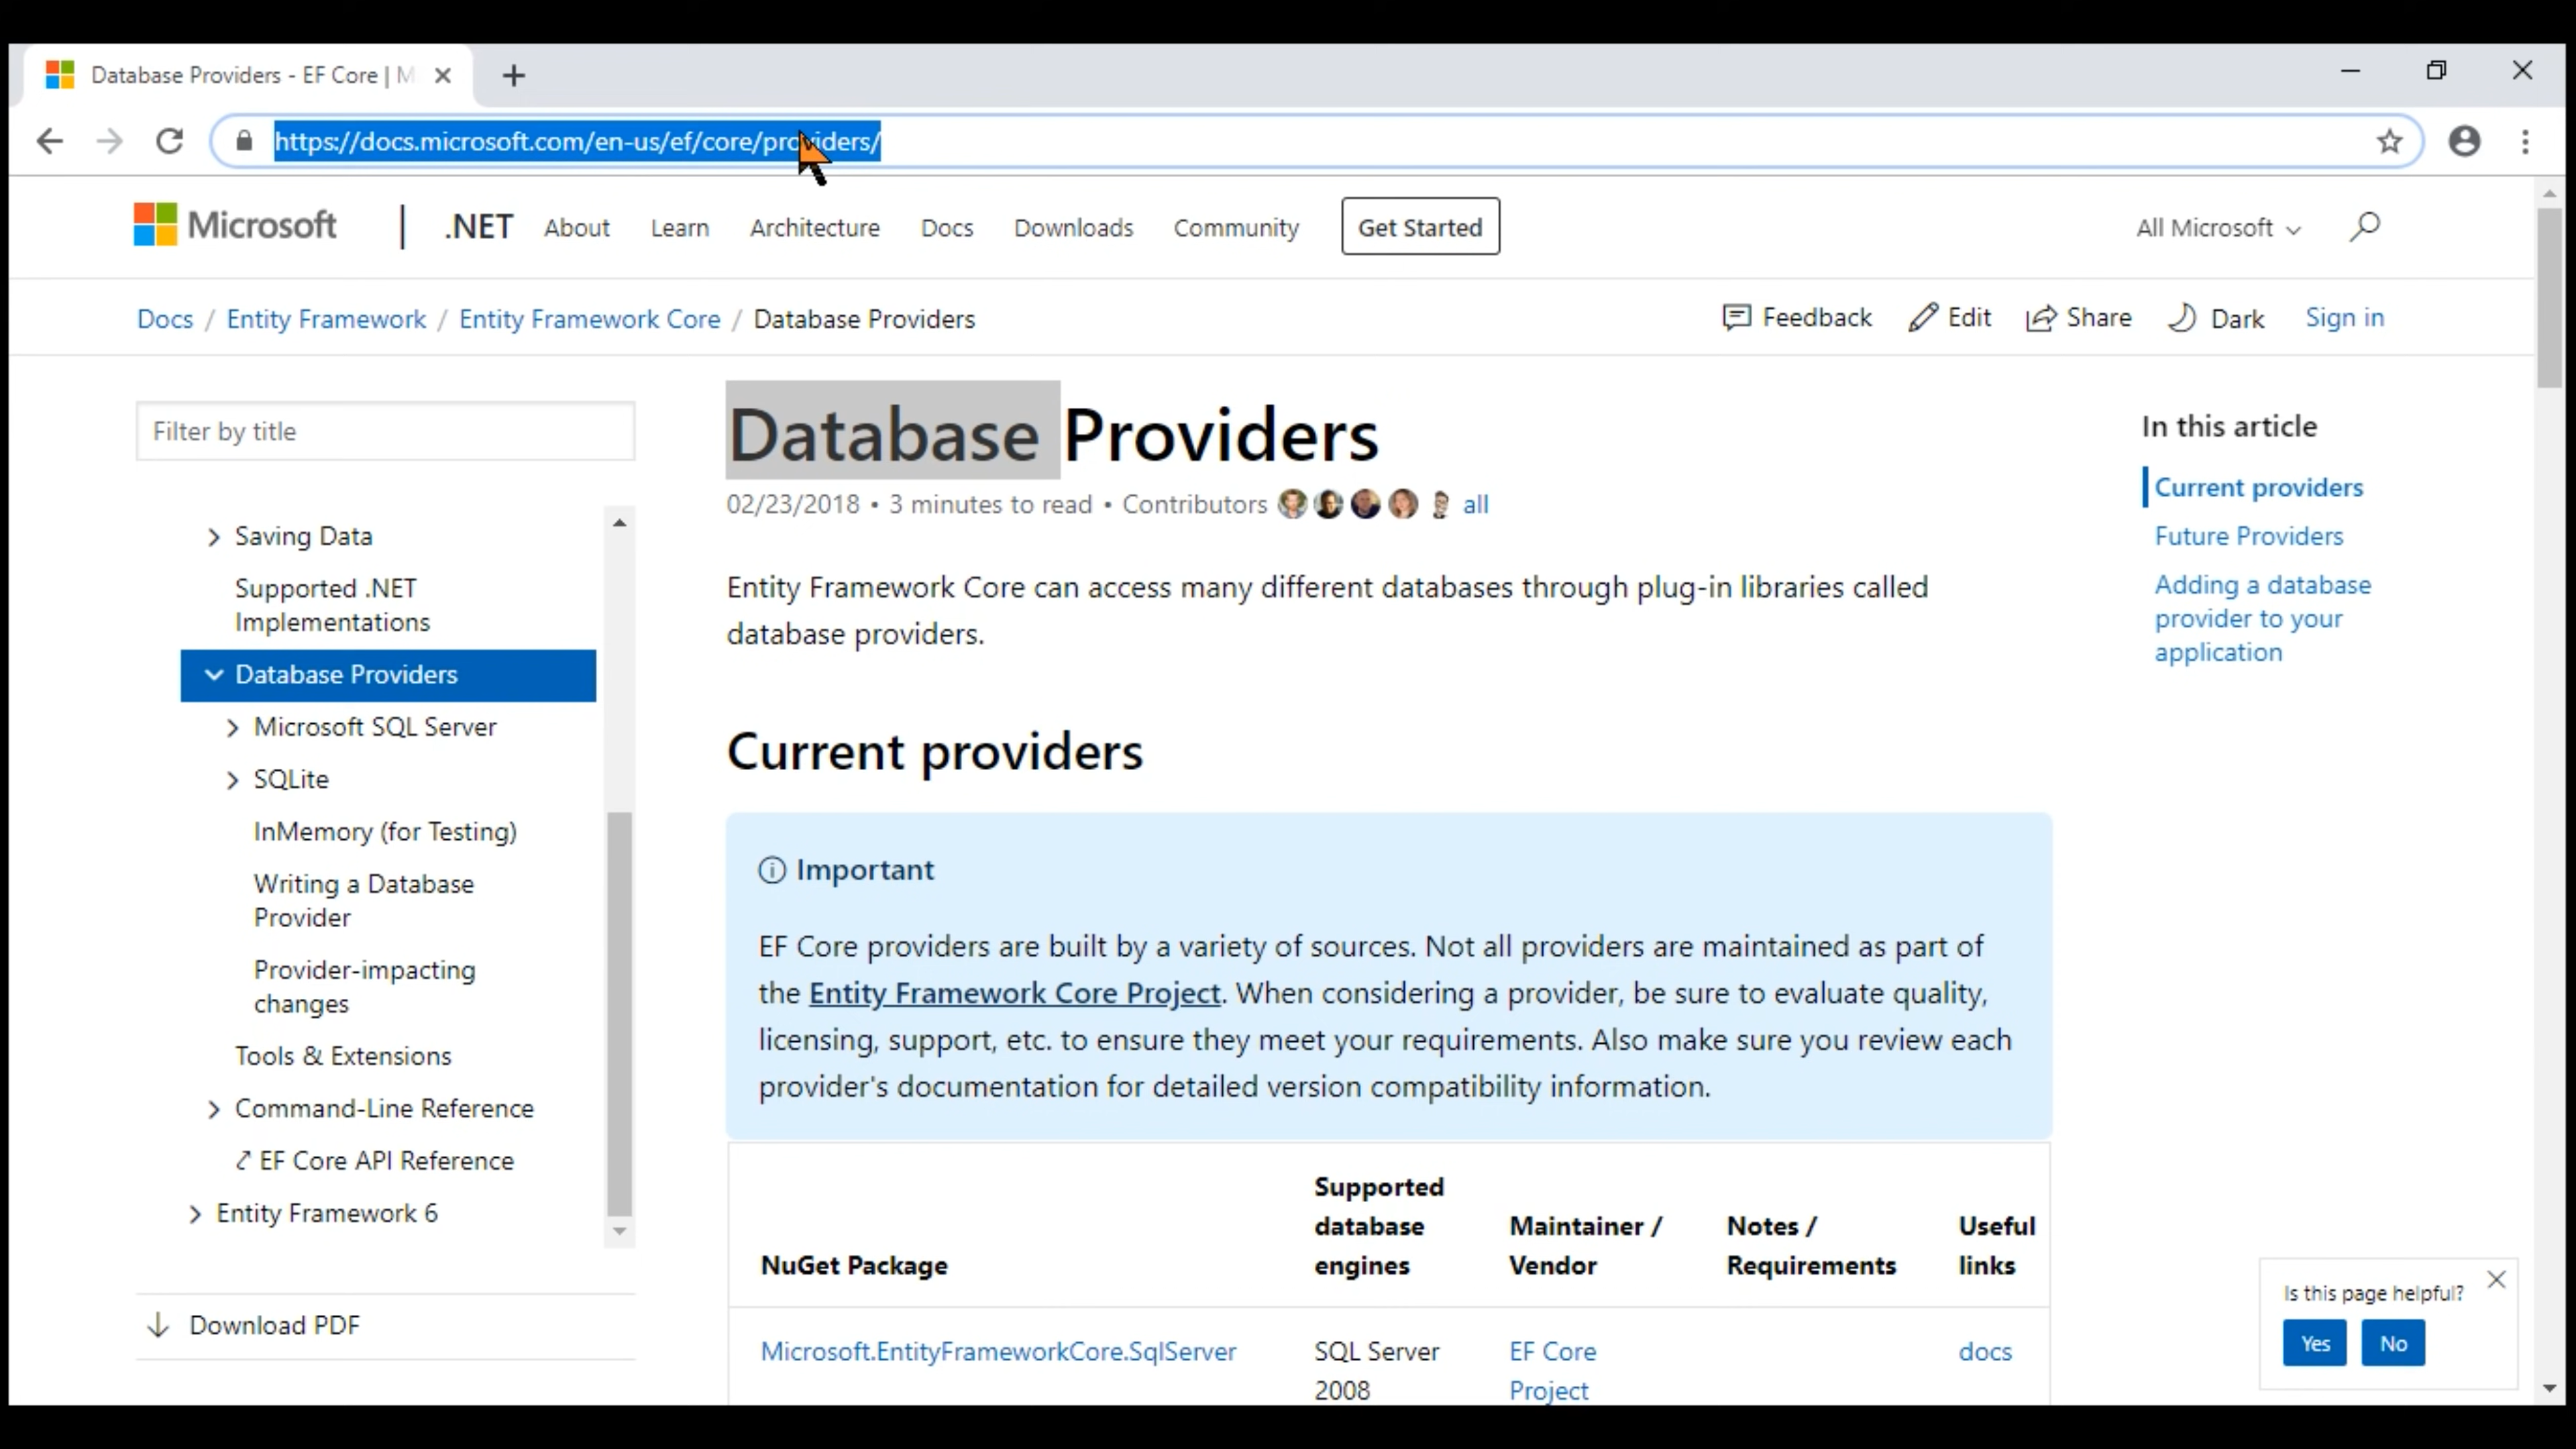 Database Providers - EF Core | M
https://docs.microsoft.com/en-us/ef/core/providers/
Microsoft
.NET
About
Learn
Architecture
Docs
Downloads
Community
Get Started
All Microsoft
Docs / Entity Framework / Entity Framework Core / Database Providers
Feedback
Edit
Share
Dark
Sign in
Filter by title
Saving Data
Supported .NET
Implementations
Database Providers
Microsoft SQL Server
SQLite
InMemory (for Testing)
Writing a Database
Provider
Provider-impacting
changes
Tools & Extensions
Command-Line Reference
EF Core API Reference
Entity Framework 6
Download PDF
Database Providers
02/23/2018 • 3 minutes to read • Contributors all
Entity Framework Core can access many different databases through plug-in libraries called
database providers.
Current providers
Important
EF Core providers are built by a variety of sources. Not all providers are maintained as part of
the Entity Framework Core Project. When considering a provider, be sure to evaluate quality,
licensing, support, etc. to ensure they meet your requirements. Also make sure you review each
provider's documentation for detailed version compatibility information.
NuGet Package
Supported
database
engines
Maintainer /
Vendor
Notes /
Requirements
Useful
links
Microsoft.EntityFrameworkCore.SqlServer
SQL Server
2008
EF Core
Project
docs
In this article
Current providers
Future Providers
Adding a database
provider to your
application
Is this page helpful?
Yes
No